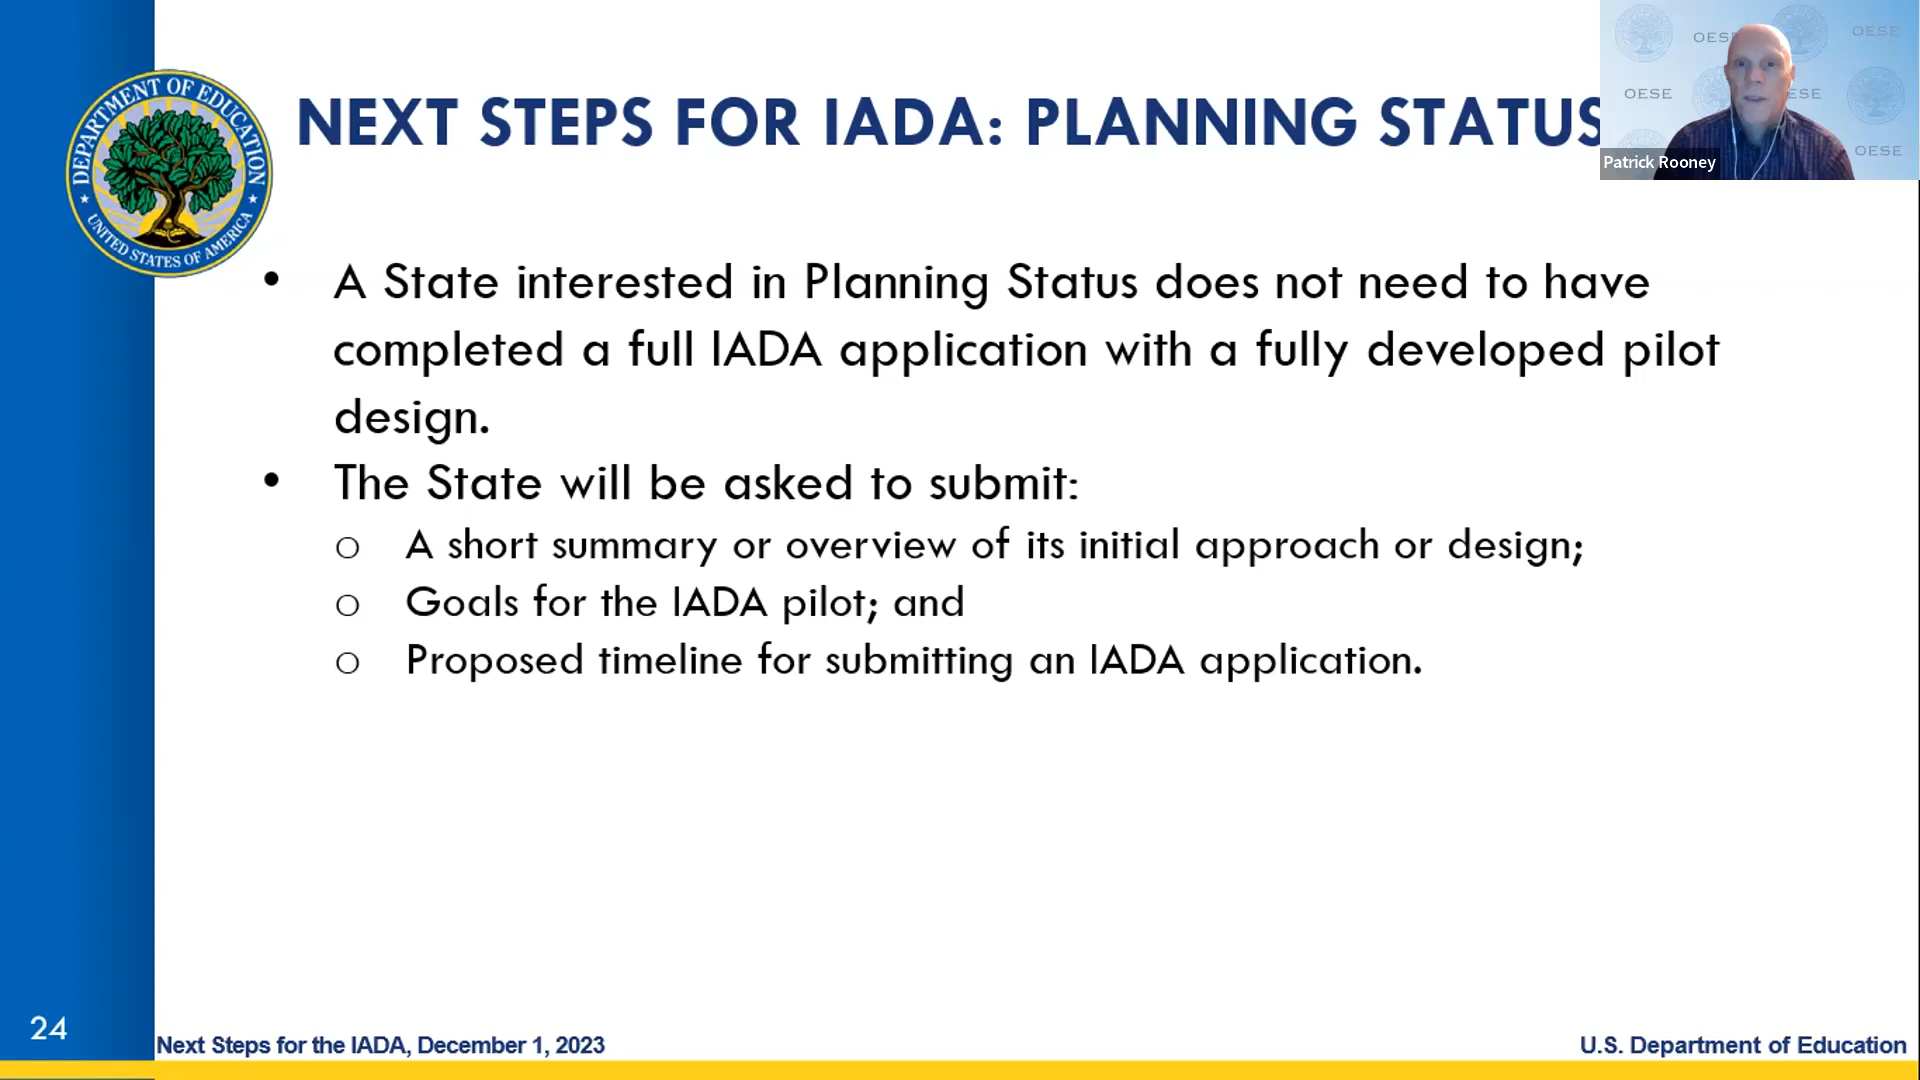 DEPARTMENT OF EDUCATION
UNITED STATES OF AMERICA
NEXT STEPS FOR IADA: PLANNING STATUS
OESE
OESE
OESE
ESE
OESE
Patrick Rooney
• A State interested in Planning Status does not need to have
completed a full IADA application with a fully developed pilot
design.
• The State will be asked to submit:
o A short summary or overview of its initial approach or design;
o Goals for the IADA pilot; and
o Proposed timeline for submitting an IADA application.
24
Next Steps for the IADA, December 1, 2023
U.S. Department of Education